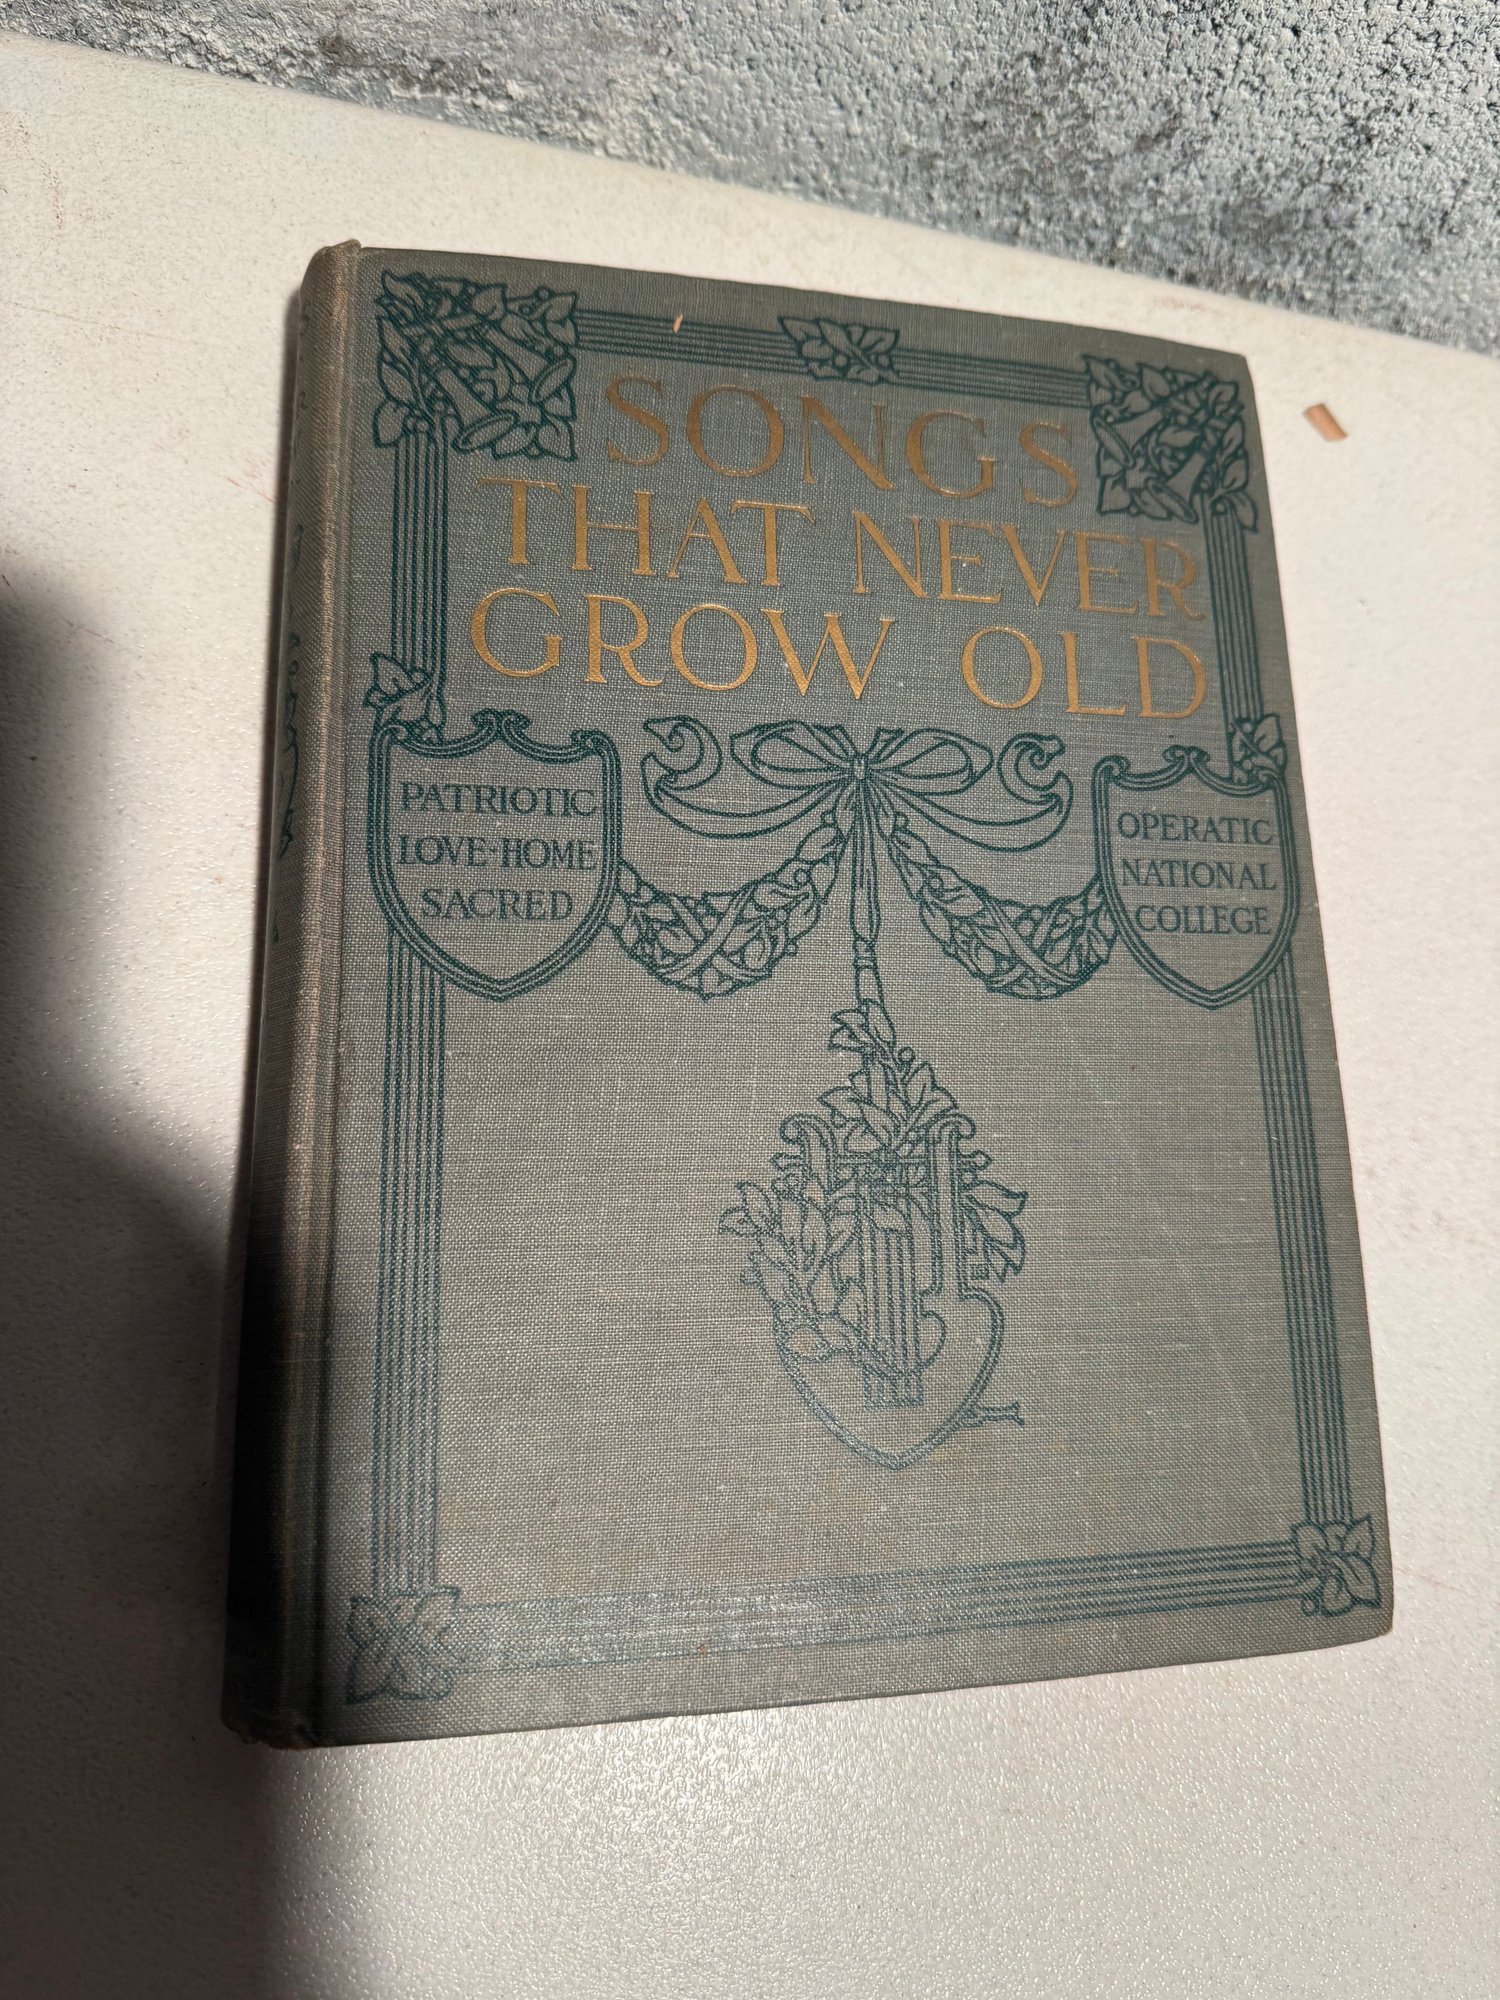 SONGS
THAT NEVER
GROW OLD
PATRIOTIC
LOVE-HOME
SACRED
OPERATIC
NATIONAL
COLLEGE